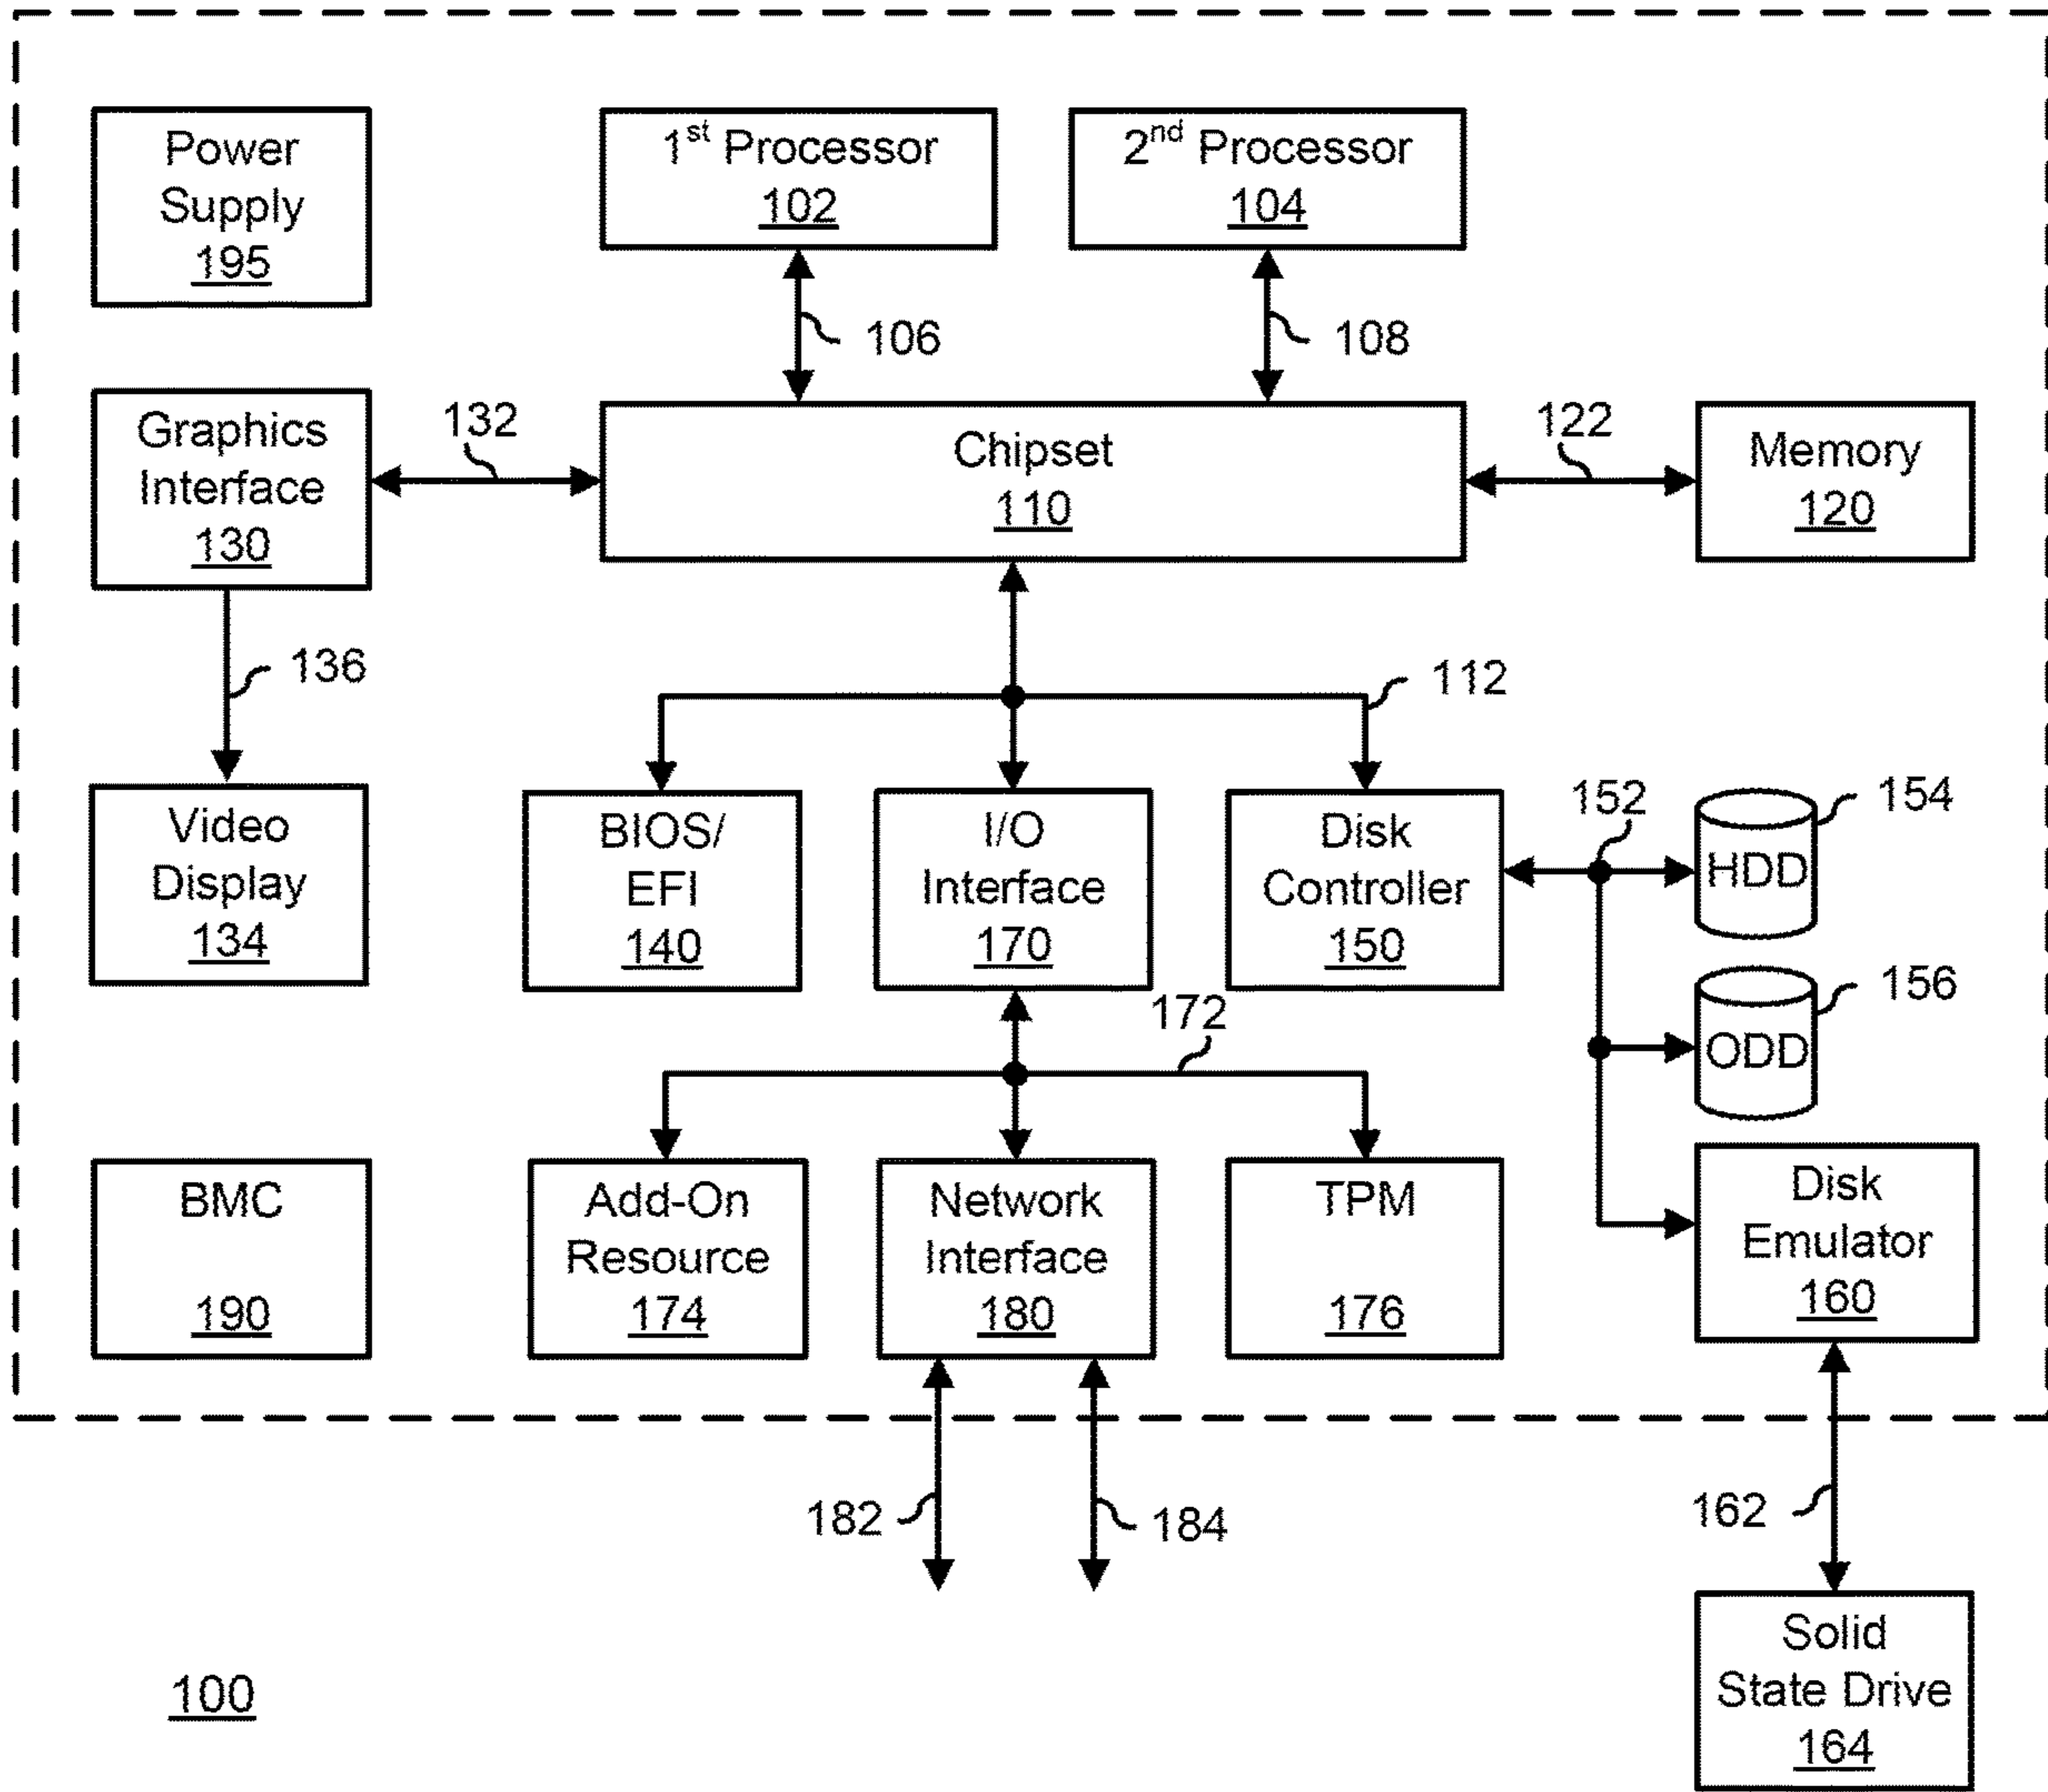 Power
Supply
195
1st Processor
102
2nd Processor
104
106
108
Graphics
Interface
130
132
Chipset
110
122
Memory
120
136
112
Video
Display
134
BIOS/
EFI
140
I/O
Interface
170
Disk
Controller
150
152
HDD
154
ODD
156
172
BMC
190
Add-On
Resource
174
Network
Interface
180
TPM
176
Disk
Emulator
160
182
184
162
Solid
State Drive
164
100